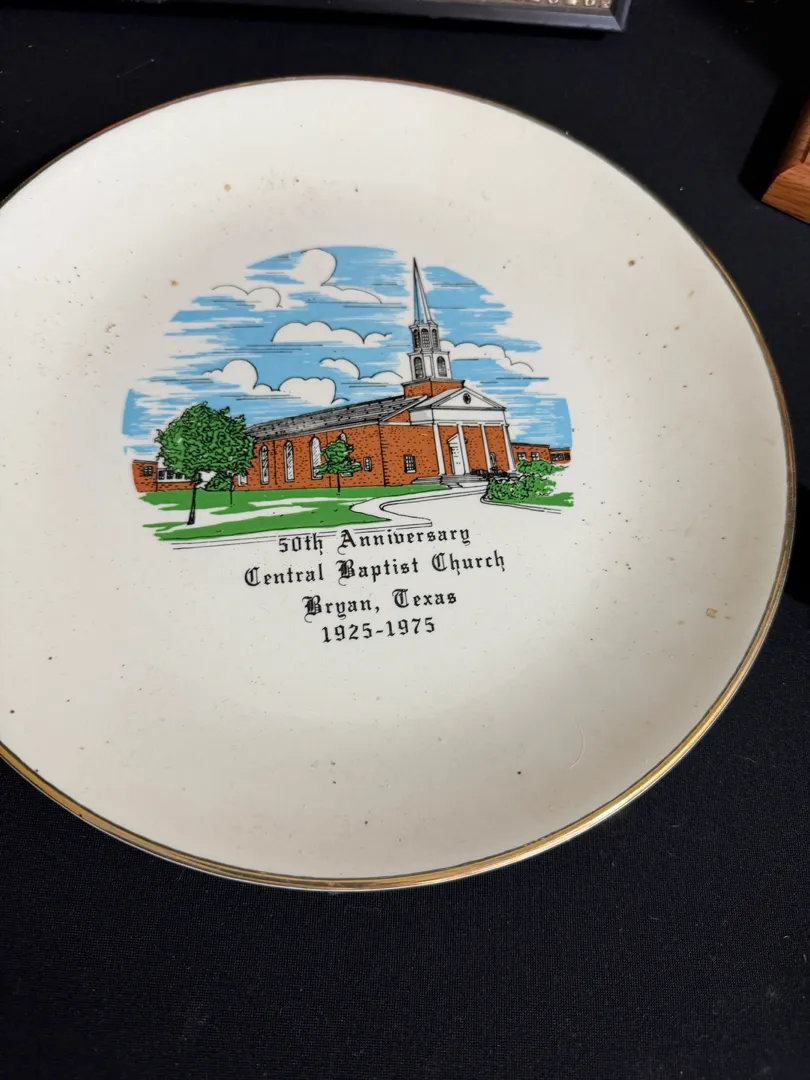 50th Anniversary
Central Baptist Church
Bryan, Texas
1925-1975